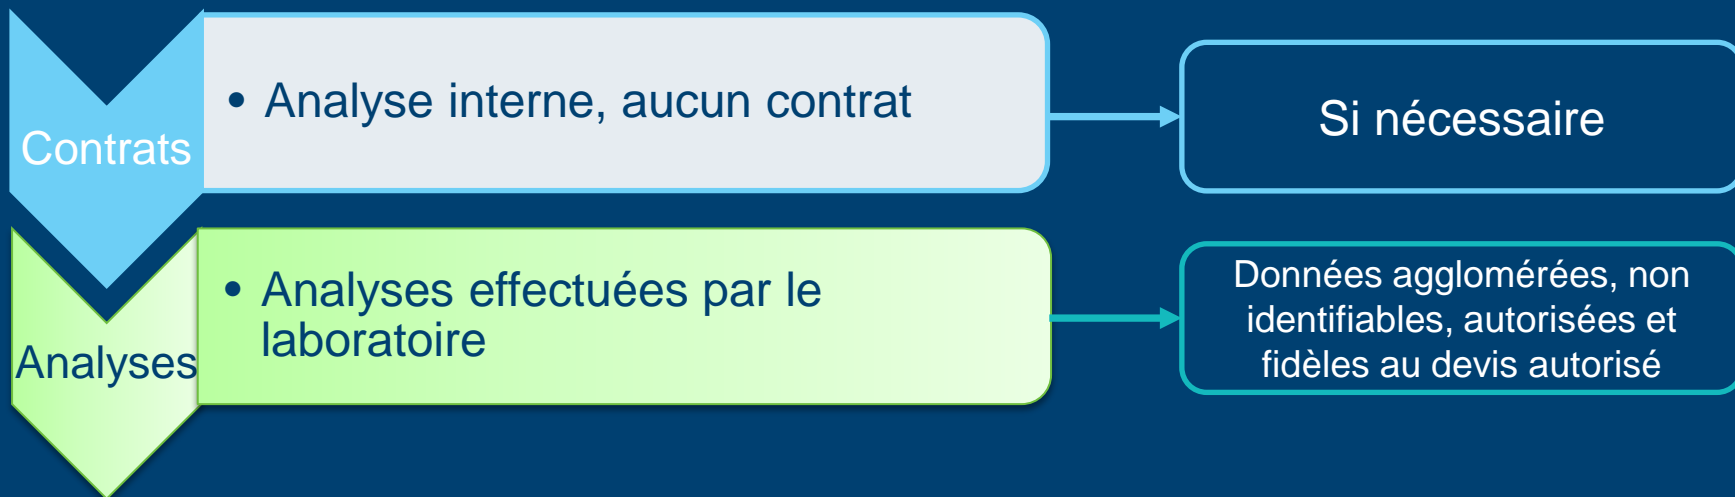 Contrats
• Analyse interne, aucun contrat
Si nécessaire
Analyses
• Analyses effectuées par le
laboratoire
Données agglomérées, non
identifiables, autorisées et
fidèles au devis autorisé